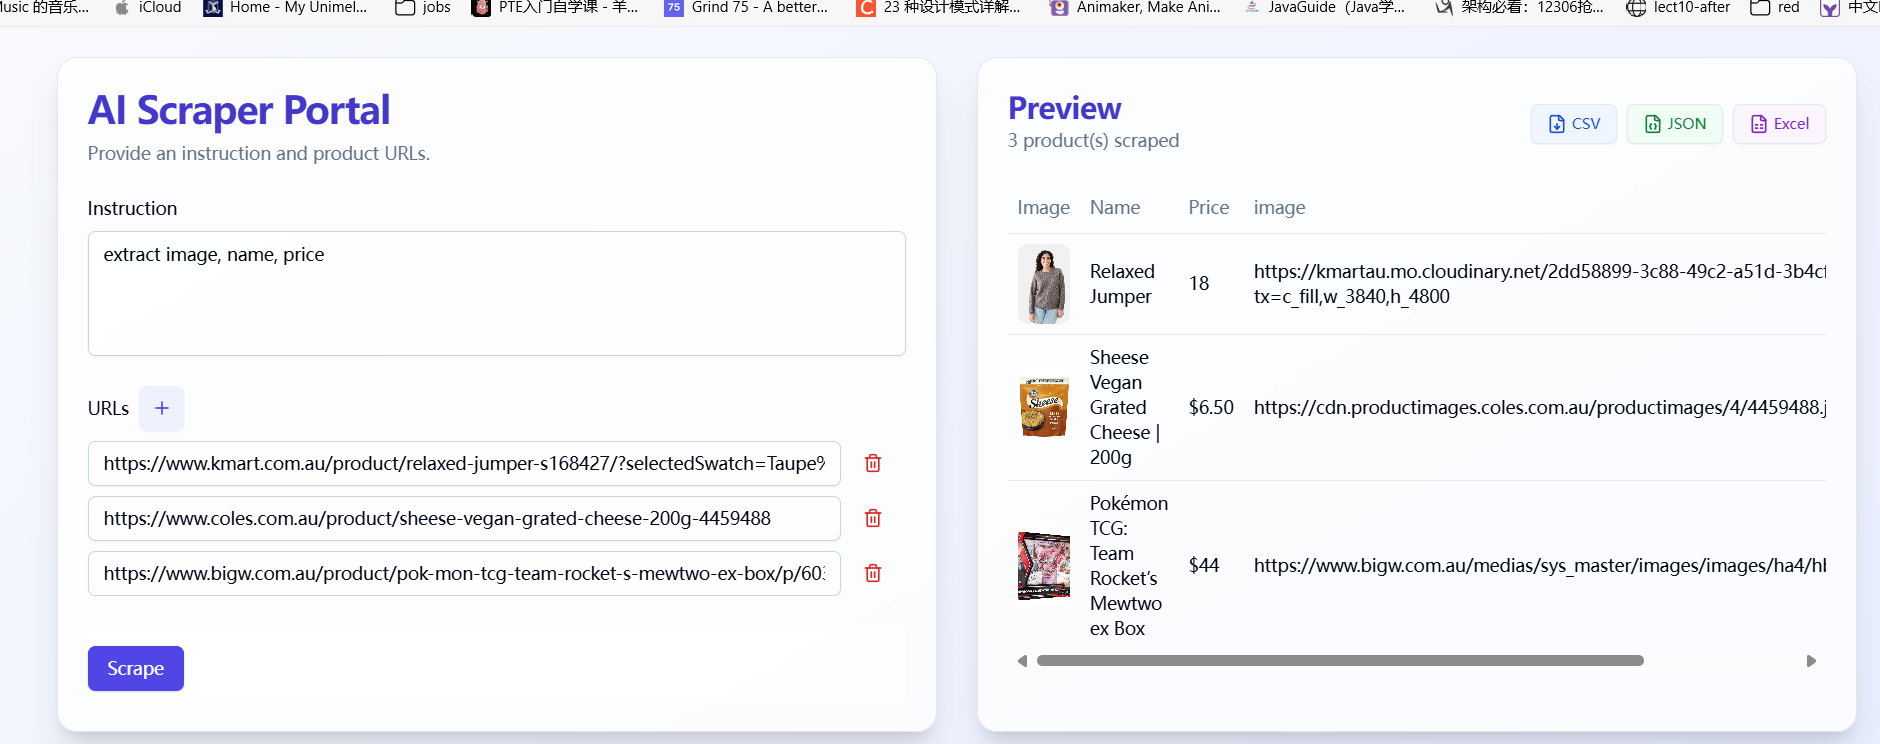 Music 的音乐...
iCloud
Home - My Unimel...
jobs
PTE入门自学课 - 羊...
75
Grind 75 - A better...
C
23 种设计模式详解...
Animaker, Make Ani...
JavaGuide（Java学...
架构必看：12306抢...
lect10-after
red
中文
AI Scraper Portal
Provide an instruction and product URLs.
Instruction
extract image, name, price
URLs +
https://www.kmart.com.au/product/relaxed-jumper-s168427/?selectedSwatch=Taupe%
https://www.coles.com.au/product/sheese-vegan-grated-cheese-200g-4459488
https://www.bigw.com.au/product/pok-mon-tcg-team-rocket-s-mewtwo-ex-box/p/603
Scrape
Preview
3 product(s) scraped
CSV
JSON
Excel
Image Name Price image
Relaxed
Jumper
18
https://kmartau.mo.cloudinary.net/2dd58899-3c88-49c2-a51d-3b4cf
tx=c_fill,w_3840,h_4800
Sheese
Sheese
Vegan
Grated
Cheese |
200g
$6.50
https://cdn.productimages.coles.com.au/productimages/4/4459488.j
Pokémon
TCG:
Team
Rocket’s
Mewtwo
ex Box
$44
https://www.bigw.com.au/medias/sys_master/images/images/ha4/hb